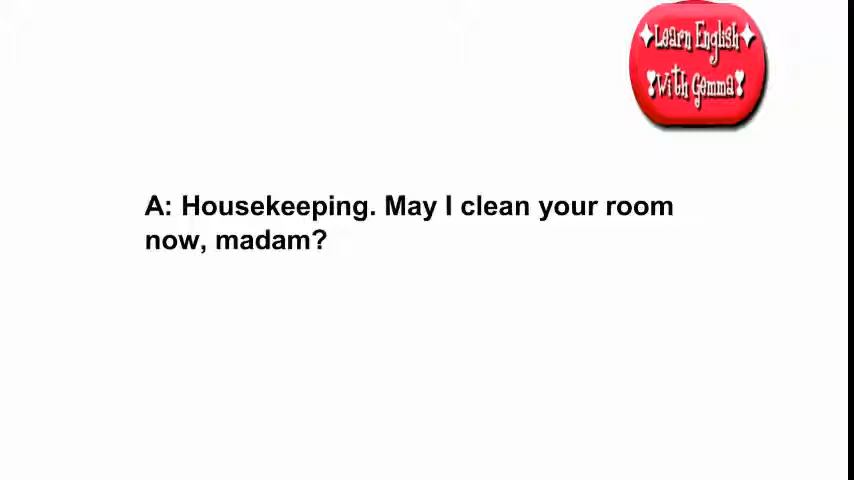 ✦Learn English✦
❣With Gemma❣
A: Housekeeping. May I clean your room
now, madam?